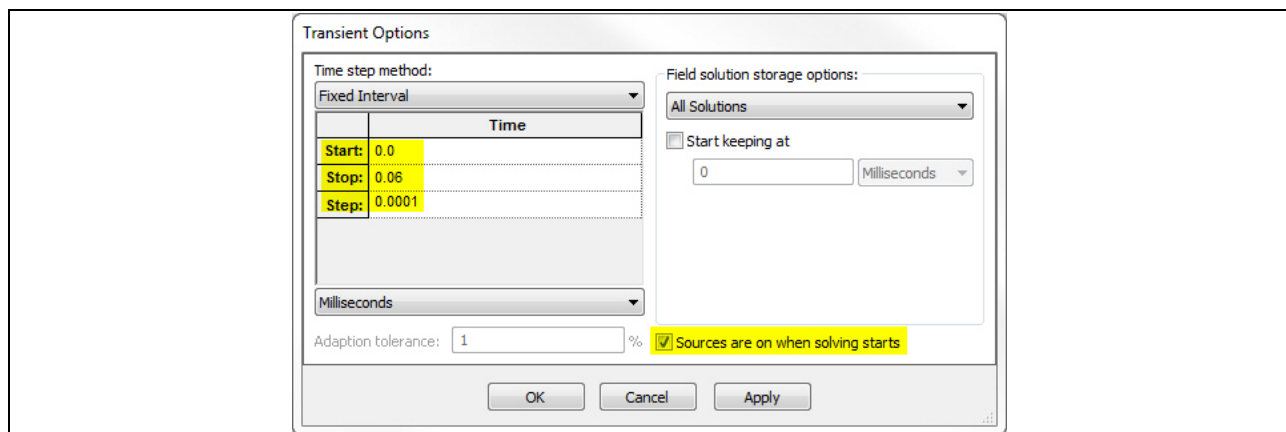 Transient Options
Time step method:
Fixed Interval
Time
Start: 0.0
Stop: 0.06
Step: 0.0001
Milliseconds
Adaption tolerance: 1 %
Field solution storage options:
All Solutions
Start keeping at
0 Milliseconds
Sources are on when solving starts
OK Cancel Apply